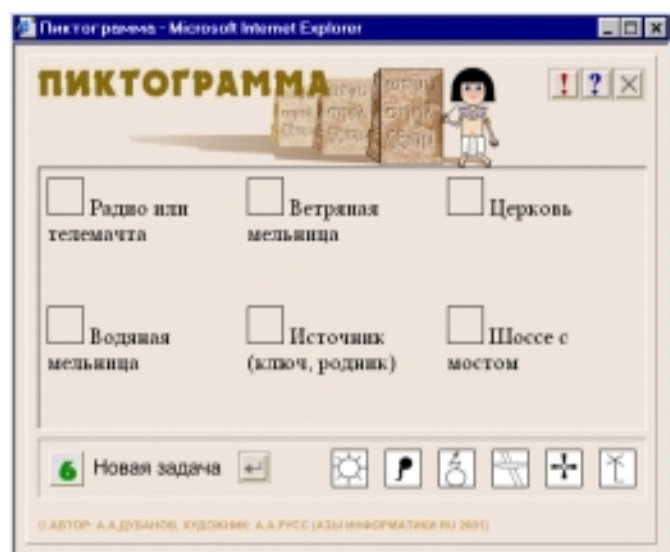 Пиктограмма - Microsoft Internet Explorer
ПИКТОГРАММА
! ? ×
Радио или
телемачта
Ветряная
мельница
Церковь
Водяная
мельница
Источник
(ключ, родник)
Шоссе с
мостом
6 Новая задача
© АВТОР: А.А.ДУВАНОВ, ХУДОЖНИК: А.А.РУСС (АЗЫ ИНФОРМАТИКИ RU 2001)